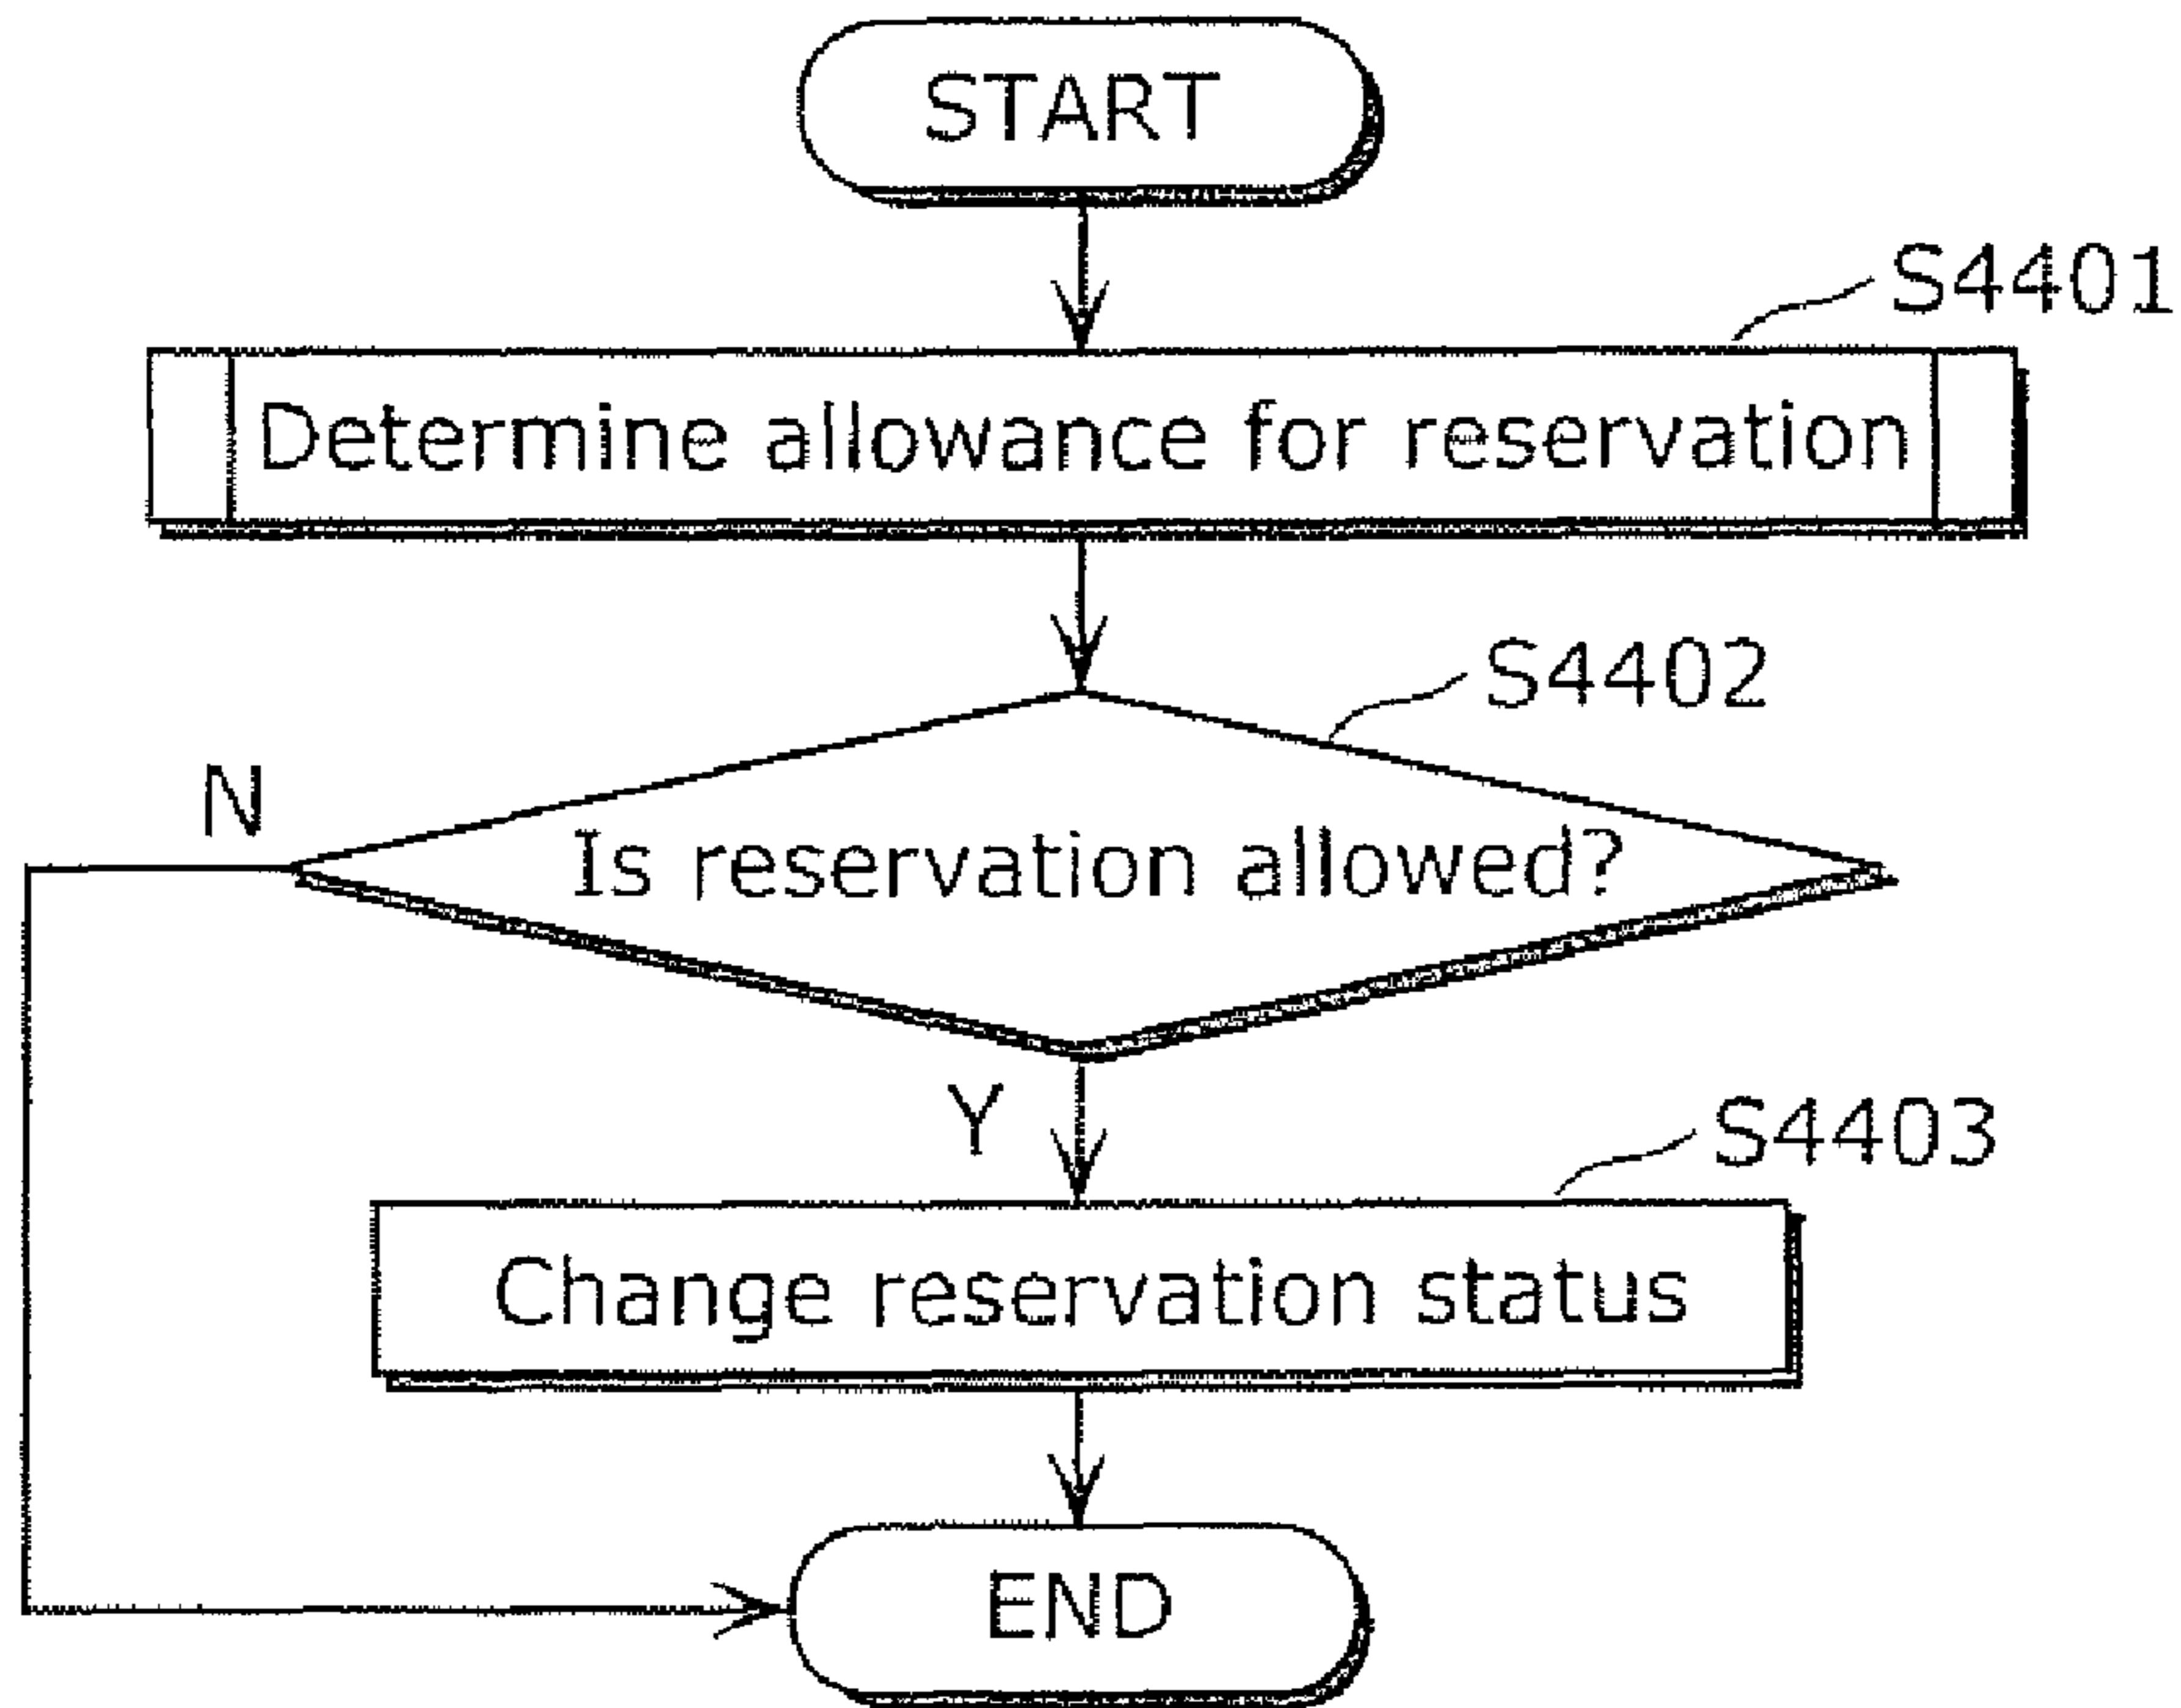 START
S4401
Determine allowance for reservation
S4402
N
Is reservation allowed?
Y
S4403
Change reservation status
END